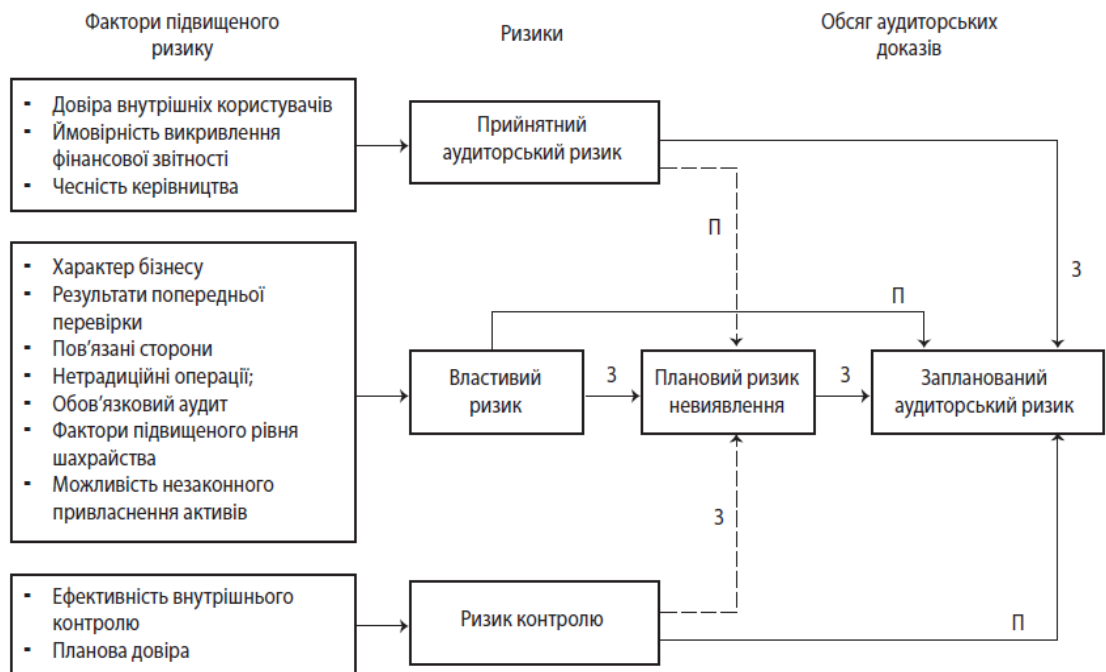 Фактори підвищеного
ризику
Ризики
Обсяг аудиторських
доказів
- Довіра внутрішніх користувачів
- Ймовірність викривлення
фінансової звітності
- Чесність керівництва
Прийнятний
аудиторський ризик
П
З
- Характер бізнесу
- Результати попередньої
перевірки
- Пов’язані сторони
- Нетрадиційні операції;
- Обов’язковий аудит
- Фактори підвищеного рівня
шахрайства
- Можливість незаконного
привласнення активів
П
Властивий
ризик
З
Плановий ризик
невиявлення
З
Запланований
аудиторський ризик
З
- Ефективність внутрішнього
контролю
- Планова довіра
Ризик контролю
П